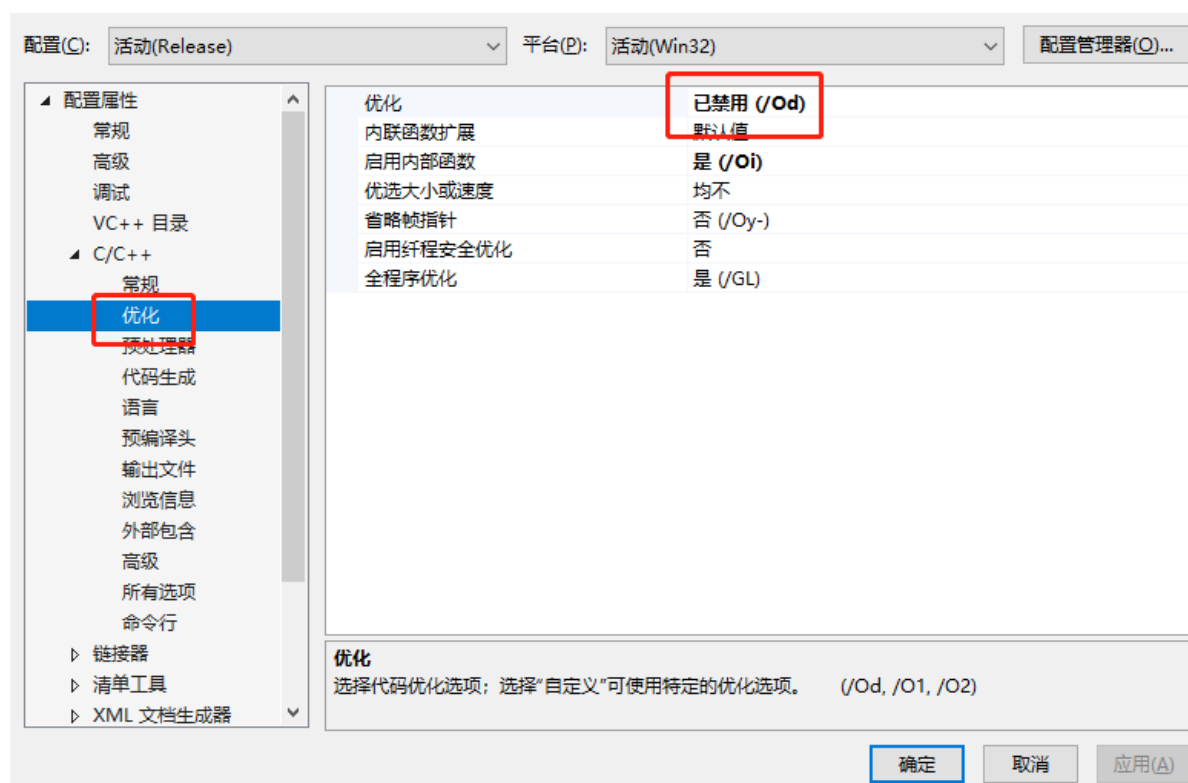 配置(C): 活动(Release) 平台(P): 活动(Win32) 配置管理器(O)...
配置属性
常规
高级
调试
VC++ 目录
C/C++
常规
优化
预处理器
代码生成
语言
预编译头
输出文件
浏览信息
外部包含
高级
所有选项
命令行
链接器
清单工具
XML 文档生成器
优化 已禁用 (/Od)
内联函数扩展 默认值
启用内部函数 是 (/Oi)
优选大小或速度 均不
省略帧指针 否 (/Oy-)
启用纤程安全优化 否
全程序优化 是 (/GL)
优化
选择代码优化选项；选择“自定义”可使用特定的优化选项。 (/Od, /O1, /O2)
确定 取消 应用(A)